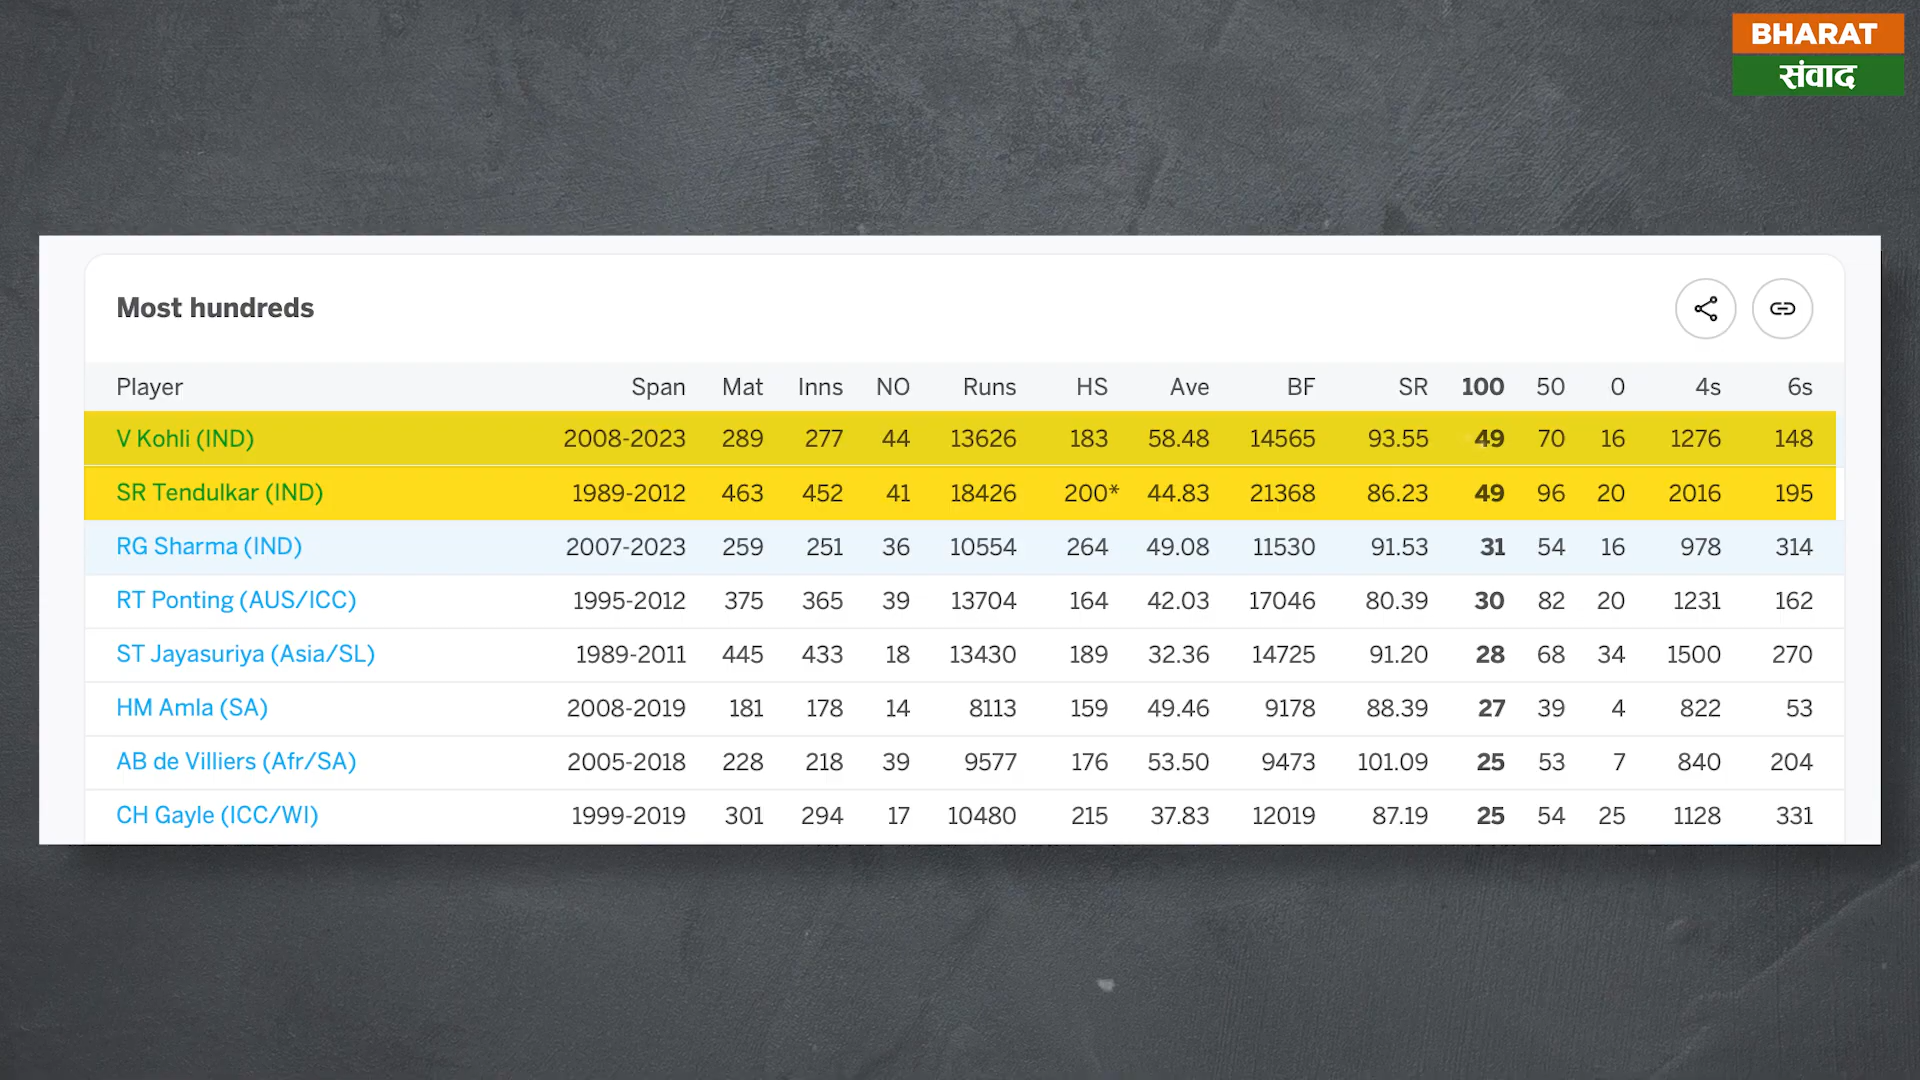 BHARAT
संवाद
Most hundreds
Player Span Mat Inns NO Runs HS Ave BF SR 100 50 0 4s 6s
V Kohli (IND) 2008-2023 289 277 44 13626 183 58.48 14565 93.55 49 70 16 1276 148
SR Tendulkar (IND) 1989-2012 463 452 41 18426 200* 44.83 21368 86.23 49 96 20 2016 195
RG Sharma (IND) 2007-2023 259 251 36 10554 264 49.08 11530 91.53 31 54 16 978 314
RT Ponting (AUS/ICC) 1995-2012 375 365 39 13704 164 42.03 17046 80.39 30 82 20 1231 162
ST Jayasuriya (Asia/SL) 1989-2011 445 433 18 13430 189 32.36 14725 91.20 28 68 34 1500 270
HM Amla (SA) 2008-2019 181 178 14 8113 159 49.46 9178 88.39 27 39 4 822 53
AB de Villiers (Afr/SA) 2005-2018 228 218 39 9577 176 53.50 9473 101.09 25 53 7 840 204
CH Gayle (ICC/WI) 1999-2019 301 294 17 10480 215 37.83 12019 87.19 25 54 25 1128 331